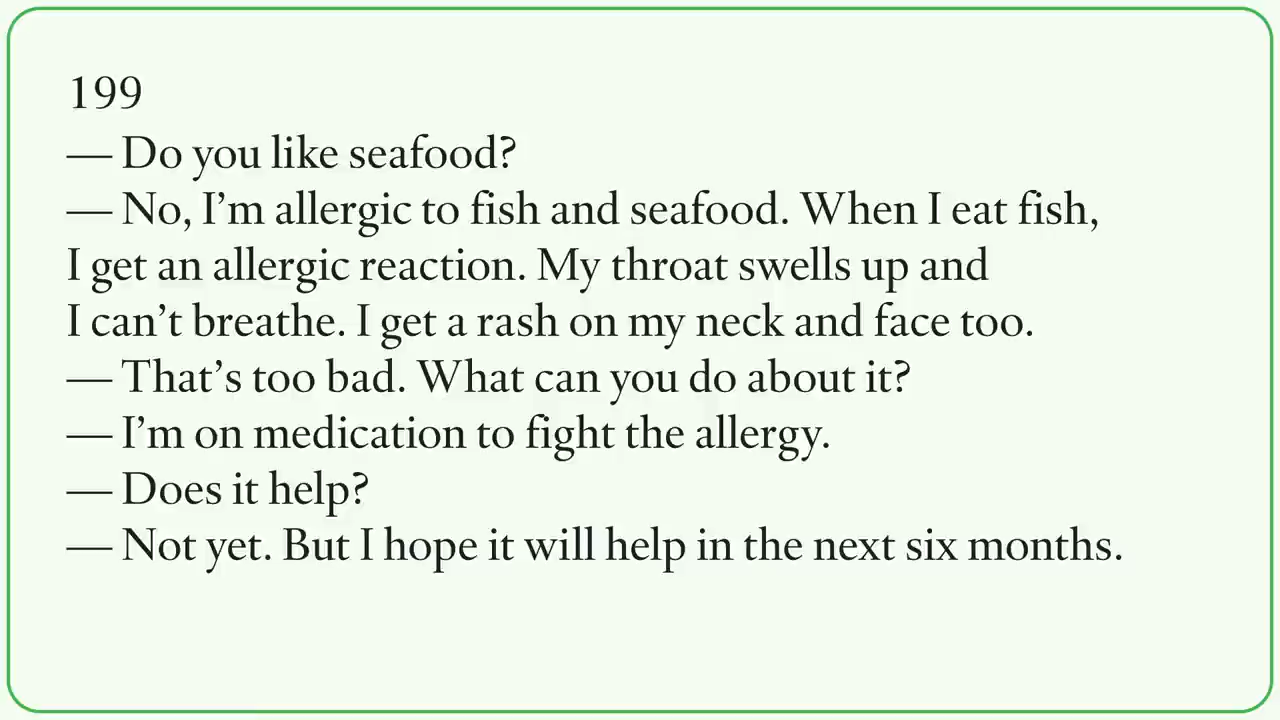 199
— Do you like seafood?
— No, I’m allergic to fish and seafood. When I eat fish,
I get an allergic reaction. My throat swells up and
I can’t breathe. I get a rash on my neck and face too.
— That’s too bad. What can you do about it?
— I’m on medication to fight the allergy.
— Does it help?
— Not yet. But I hope it will help in the next six months.